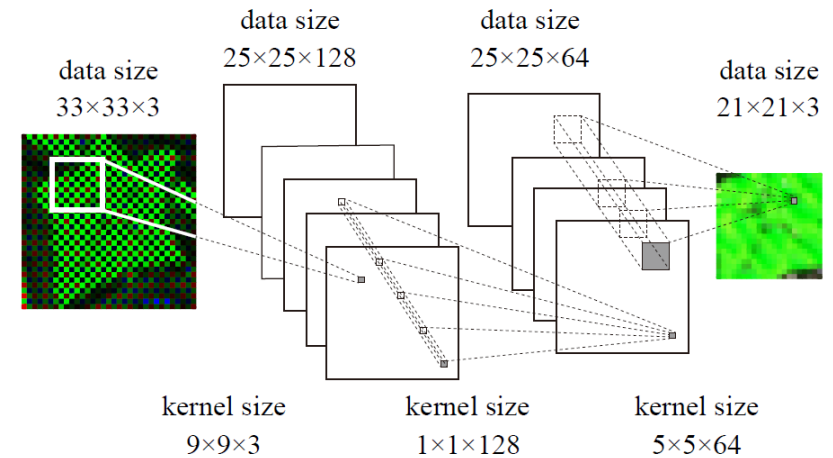 data size
33×33×3
data size
25×25×128
data size
25×25×64
data size
21×21×3
kernel size
9×9×3
kernel size
1×1×128
kernel size
5×5×64